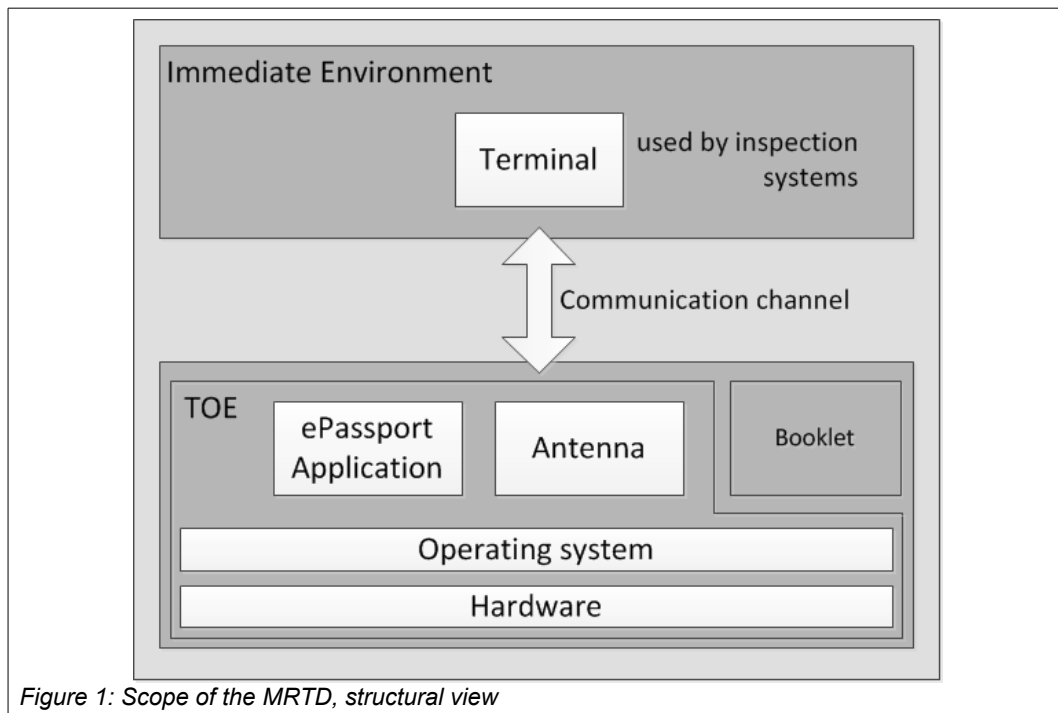 Immediate Environment
Terminal
used by inspection
systems
Communication channel
TOE
ePassport
Application
Antenna
Booklet
Operating system
Hardware
Figure 1: Scope of the MRTD, structural view